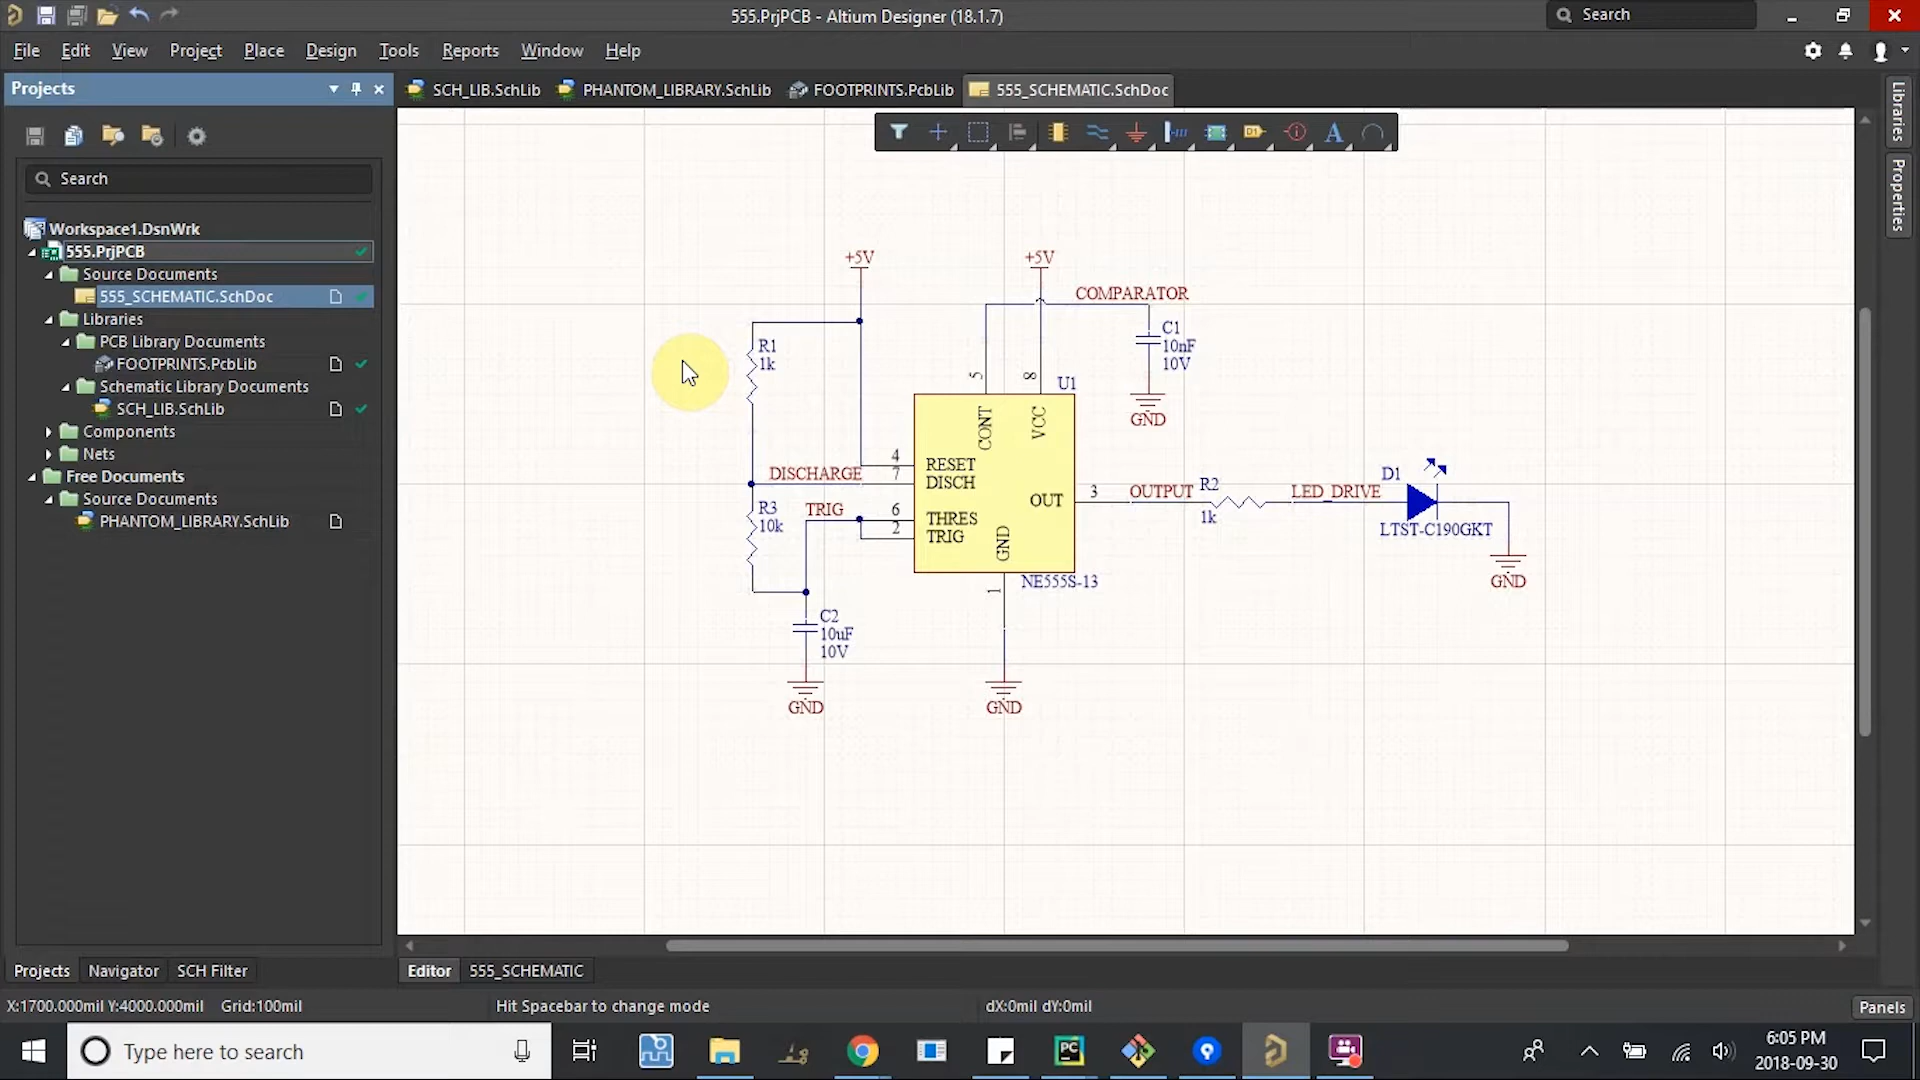 555.PrjPCB - Altium Designer (18.1.7)
Search
File Edit View Project Place Design Tools Reports Window Help
Projects
SCH_LIB.SchLib PHANTOM_LIBRARY.SchLib FOOTPRINTS.PcbLib 555_SCHEMATIC.SchDoc
Search
Workspace1.DsnWrk
555.PrjPCB
Source Documents
555_SCHEMATIC.SchDoc
Libraries
PCB Library Documents
FOOTPRINTS.PcbLib
Schematic Library Documents
SCH_LIB.SchLib
Components
Nets
Free Documents
Source Documents
PHANTOM_LIBRARY.SchLib
D1
A
+5V
+5V
COMPARATOR
R1
1k
C1
10nF
10V
GND
5
8
U1
CONT
VCC
DISCHARGE
4
7
RESET
DISCH
R3
10k
TRIG
6
2
THRES
TRIG
OUT
GND
3
OUTPUT
R2
1k
LED_DRIVE
D1
LTST-C190GKT
GND
NE555S-13
1
C2
10uF
10V
GND
GND
Libraries
Properties
Projects Navigator SCH Filter
Editor 555_SCHEMATIC
X:1700.000mil Y:4000.000mil Grid:100mil
Hit Spacebar to change mode
dX:0mil dY:0mil
Panels
Type here to search
PC
6:05 PM
2018-09-30